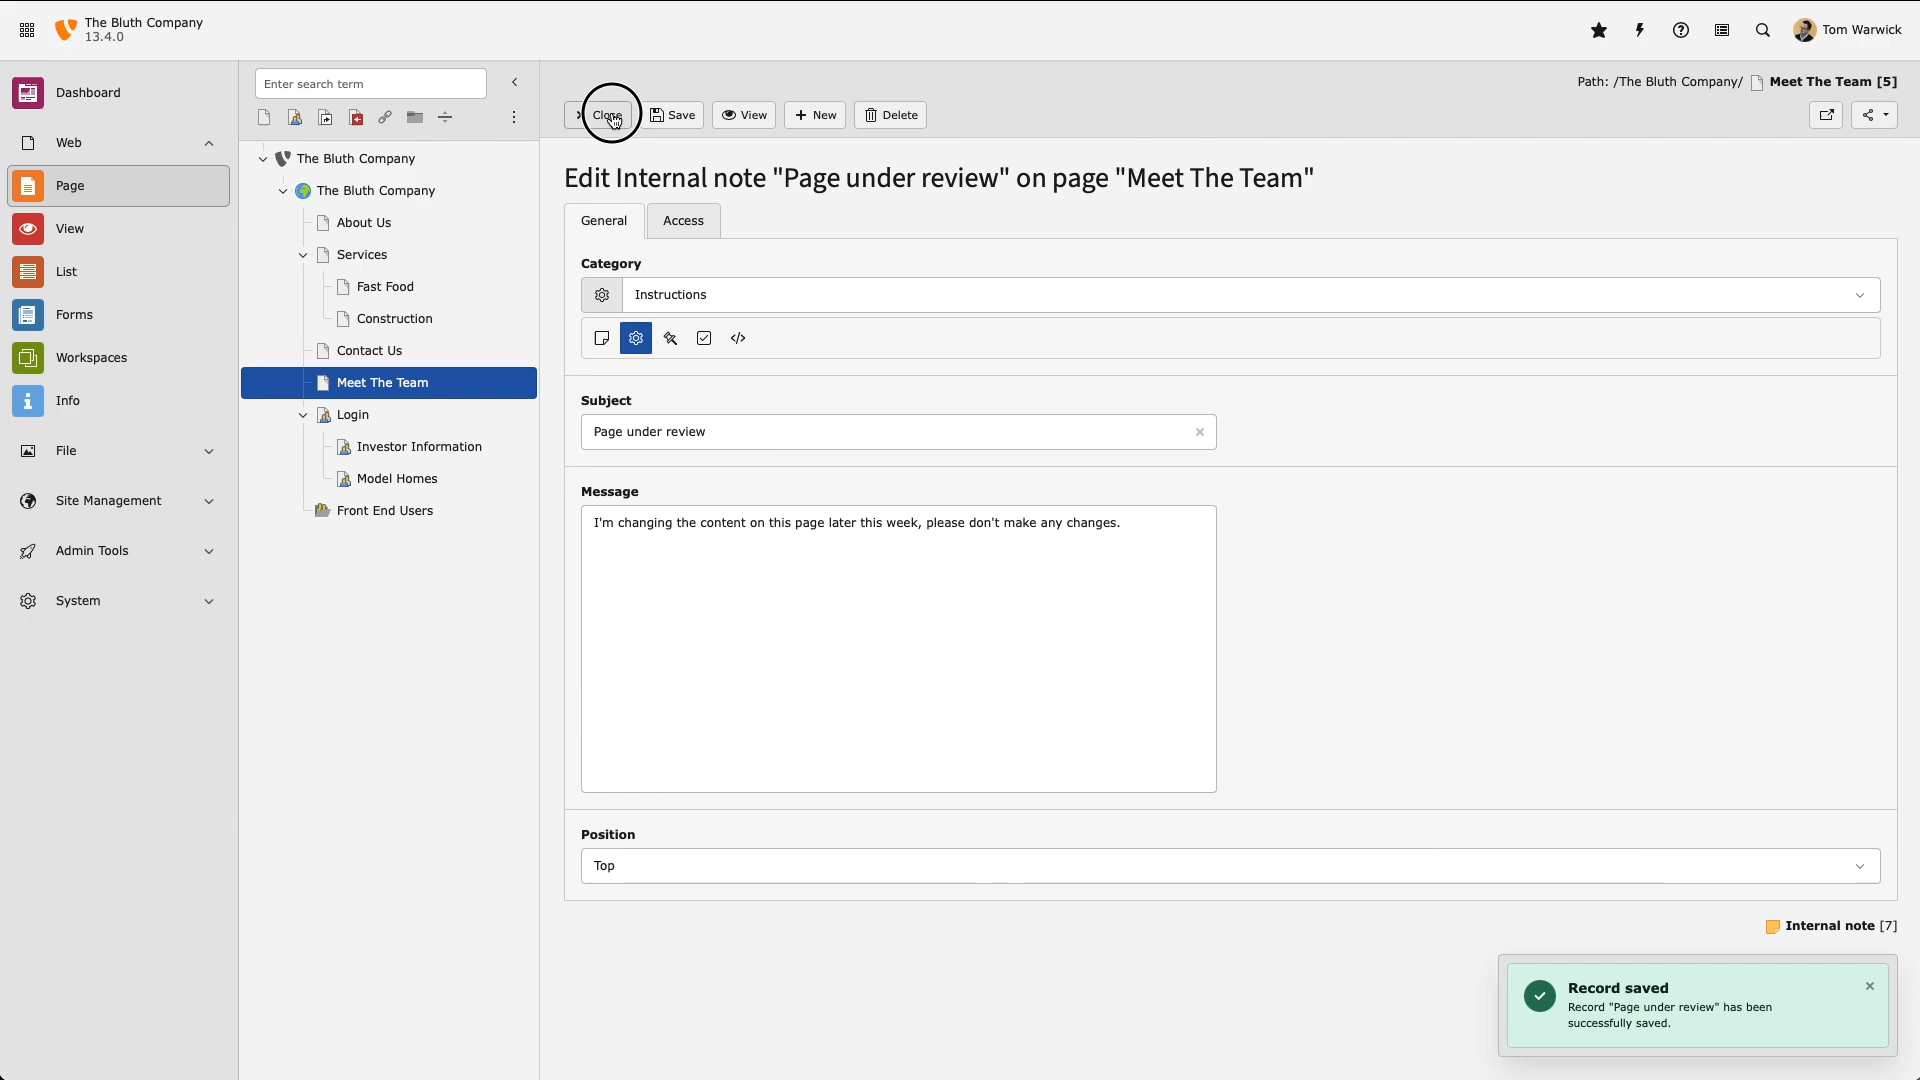 The Bluth Company
13.4.0
Tom Warwick
Dashboard
Web
Page
View
List
Forms
Workspaces
Info
File
Site Management
Admin Tools
System
Enter search term
The Bluth Company
The Bluth Company
About Us
Services
Fast Food
Construction
Contact Us
Meet The Team
Login
Investor Information
Model Homes
Front End Users
Path: /The Bluth Company/ Meet The Team [5]
Close Save View New Delete
Edit Internal note "Page under review" on page "Meet The Team"
General Access
Category
Instructions
Subject
Page under review
Message
I'm changing the content on this page later this week, please don't make any changes.
Position
Top
Internal note [7]
Record saved
Record "Page under review" has been
successfully saved.